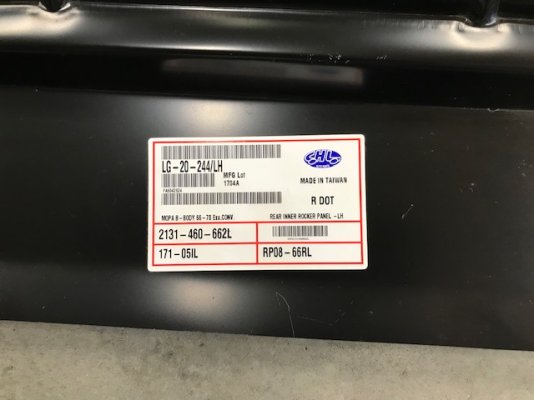 LG-20-244/LH
MFG Lot
1704A
MADE IN TAIWAN
R DOT
MOPA B-BODY 66-70 Exc.CONV.
REAR INNER ROCKER PANEL -LH
2131-460-662L
171-05IL
RP08-66RL